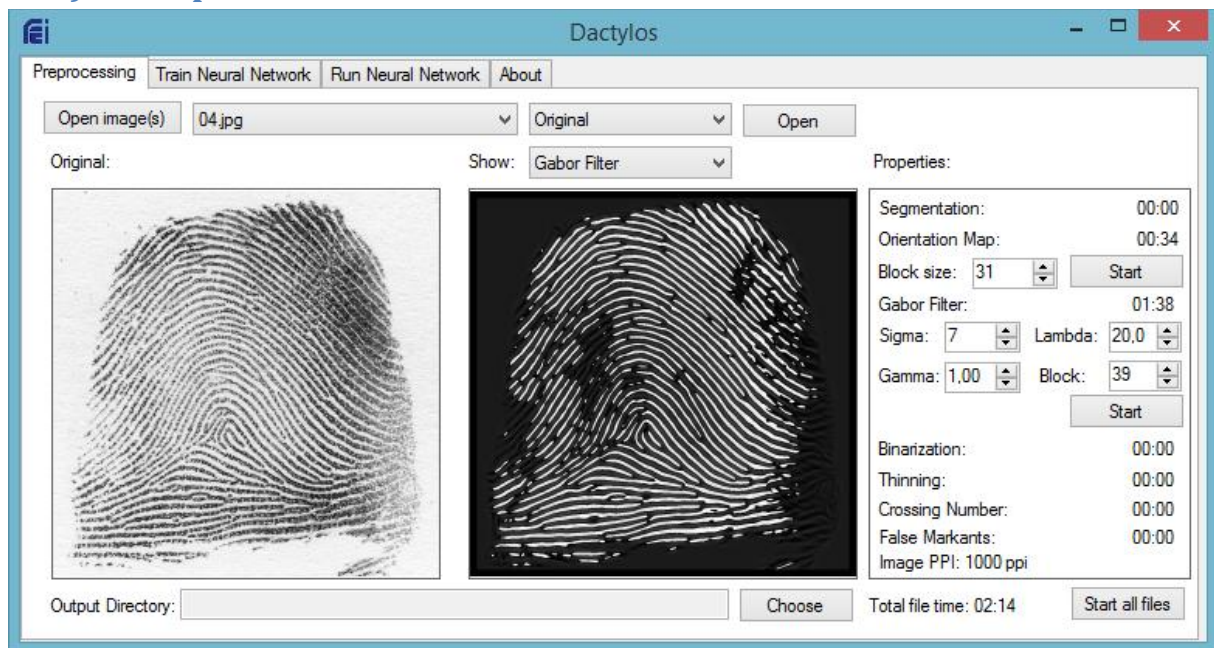 Dactylos
Preprocessing Train Neural Network Run Neural Network About
Open image(s) 04.jpg Original Open
Original: Show: Gabor Filter Properties:
Segmentation: 00:00
Orientation Map: 00:34
Block size: 31 Start
Gabor Filter: 01:38
Sigma: 7 Lambda: 20,0
Gamma: 1,00 Block: 39
Start
Binarization: 00:00
Thinning: 00:00
Crossing Number: 00:00
False Markants: 00:00
Image PPI: 1000 ppi
Output Directory: Choose Total file time: 02:14 Start all files